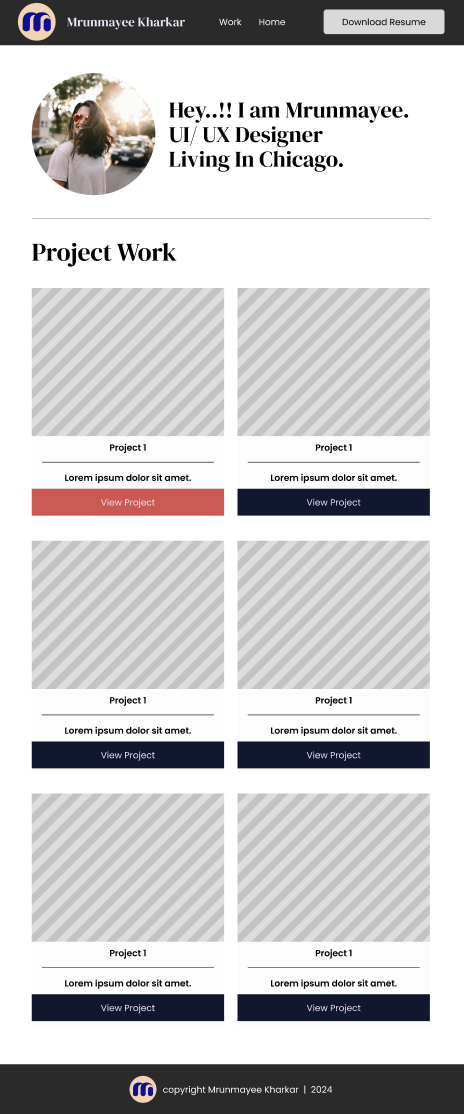 m Mrunmayee Kharkar Work Home Download Resume
Hey..!! I am Mrunmayee.
UI/ UX Designer
Living In Chicago.
Project Work
Project 1 Project 1
Lorem ipsum dolor sit amet. Lorem ipsum dolor sit amet.
View Project View Project
Project 1 Project 1
Lorem ipsum dolor sit amet. Lorem ipsum dolor sit amet.
View Project View Project
Project 1 Project 1
Lorem ipsum dolor sit amet. Lorem ipsum dolor sit amet.
View Project View Project
m copyright Mrunmayee Kharkar | 2024